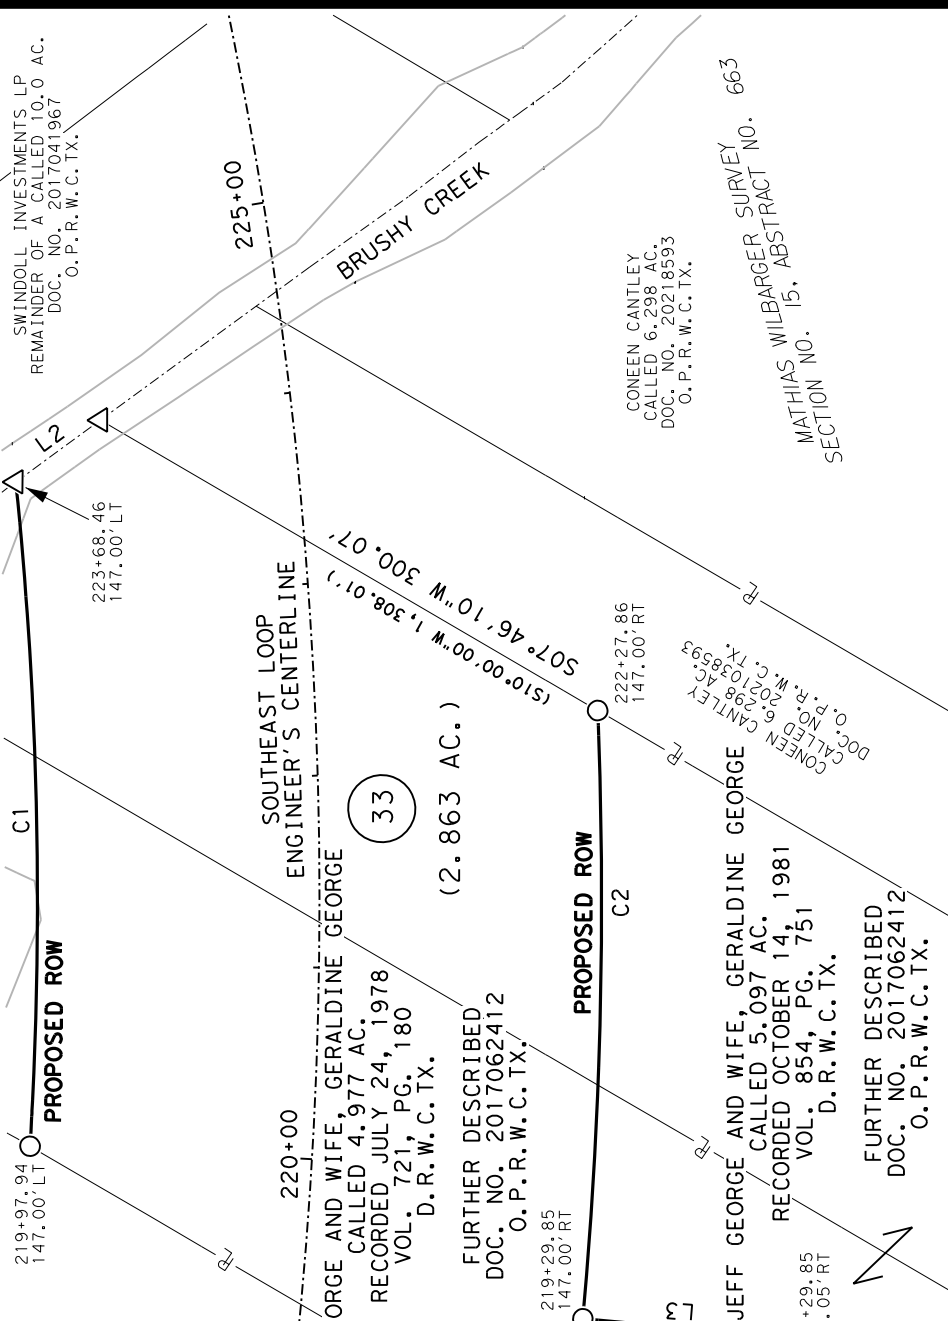 SWINDOLL INVESTMENTS LP
REMAINDER OF A CALLED 10.0 AC.
DOC. NO. 2017041967
O.P.R.W.C.TX.
225+00
BRUSHY CREEK
L2
223+68.46
147.00'LT
CONEEN CANTLEY
CALLED 6.298 AC.
DOC. NO. 20218593
O.P.R.W.C.TX.
MATHIAS WILBARGER SURVEY
SECTION NO. 15, ABSTRACT NO. 663
SOUTHEAST LOOP
ENGINEER'S CENTERLINE
S07°46'10"W 300.07'
(S10°00'00"W 1,308.01')
222+27.86
147.00'RT
CONEEN CANTLEY
CALLED 6.298 AC.
DOC. NO. 2021038593
O.P.R.W.C.TX.
PL
PL
33
(2.863 AC.)
C1
PROPOSED ROW
C2
PROPOSED ROW
219+97.94
147.00'LT
220+00
ORGE AND WIFE, GERALDINE GEORGE
CALLED 4.977 AC.
RECORDED JULY 24, 1978
VOL. 721, PG. 180
D.R.W.C.TX.
FURTHER DESCRIBED
DOC. NO. 2017062412
O.P.R.W.C.TX.
JEFF GEORGE AND WIFE, GERALDINE GEORGE
CALLED 5.097 AC.
RECORDED OCTOBER 14, 1981
VOL. 854, PG. 751
D.R.W.C.TX.
FURTHER DESCRIBED
DOC. NO. 2017062412
O.P.R.W.C.TX.
PL
PL
219+29.85
147.00'RT
L3
+29.85
.05'RT